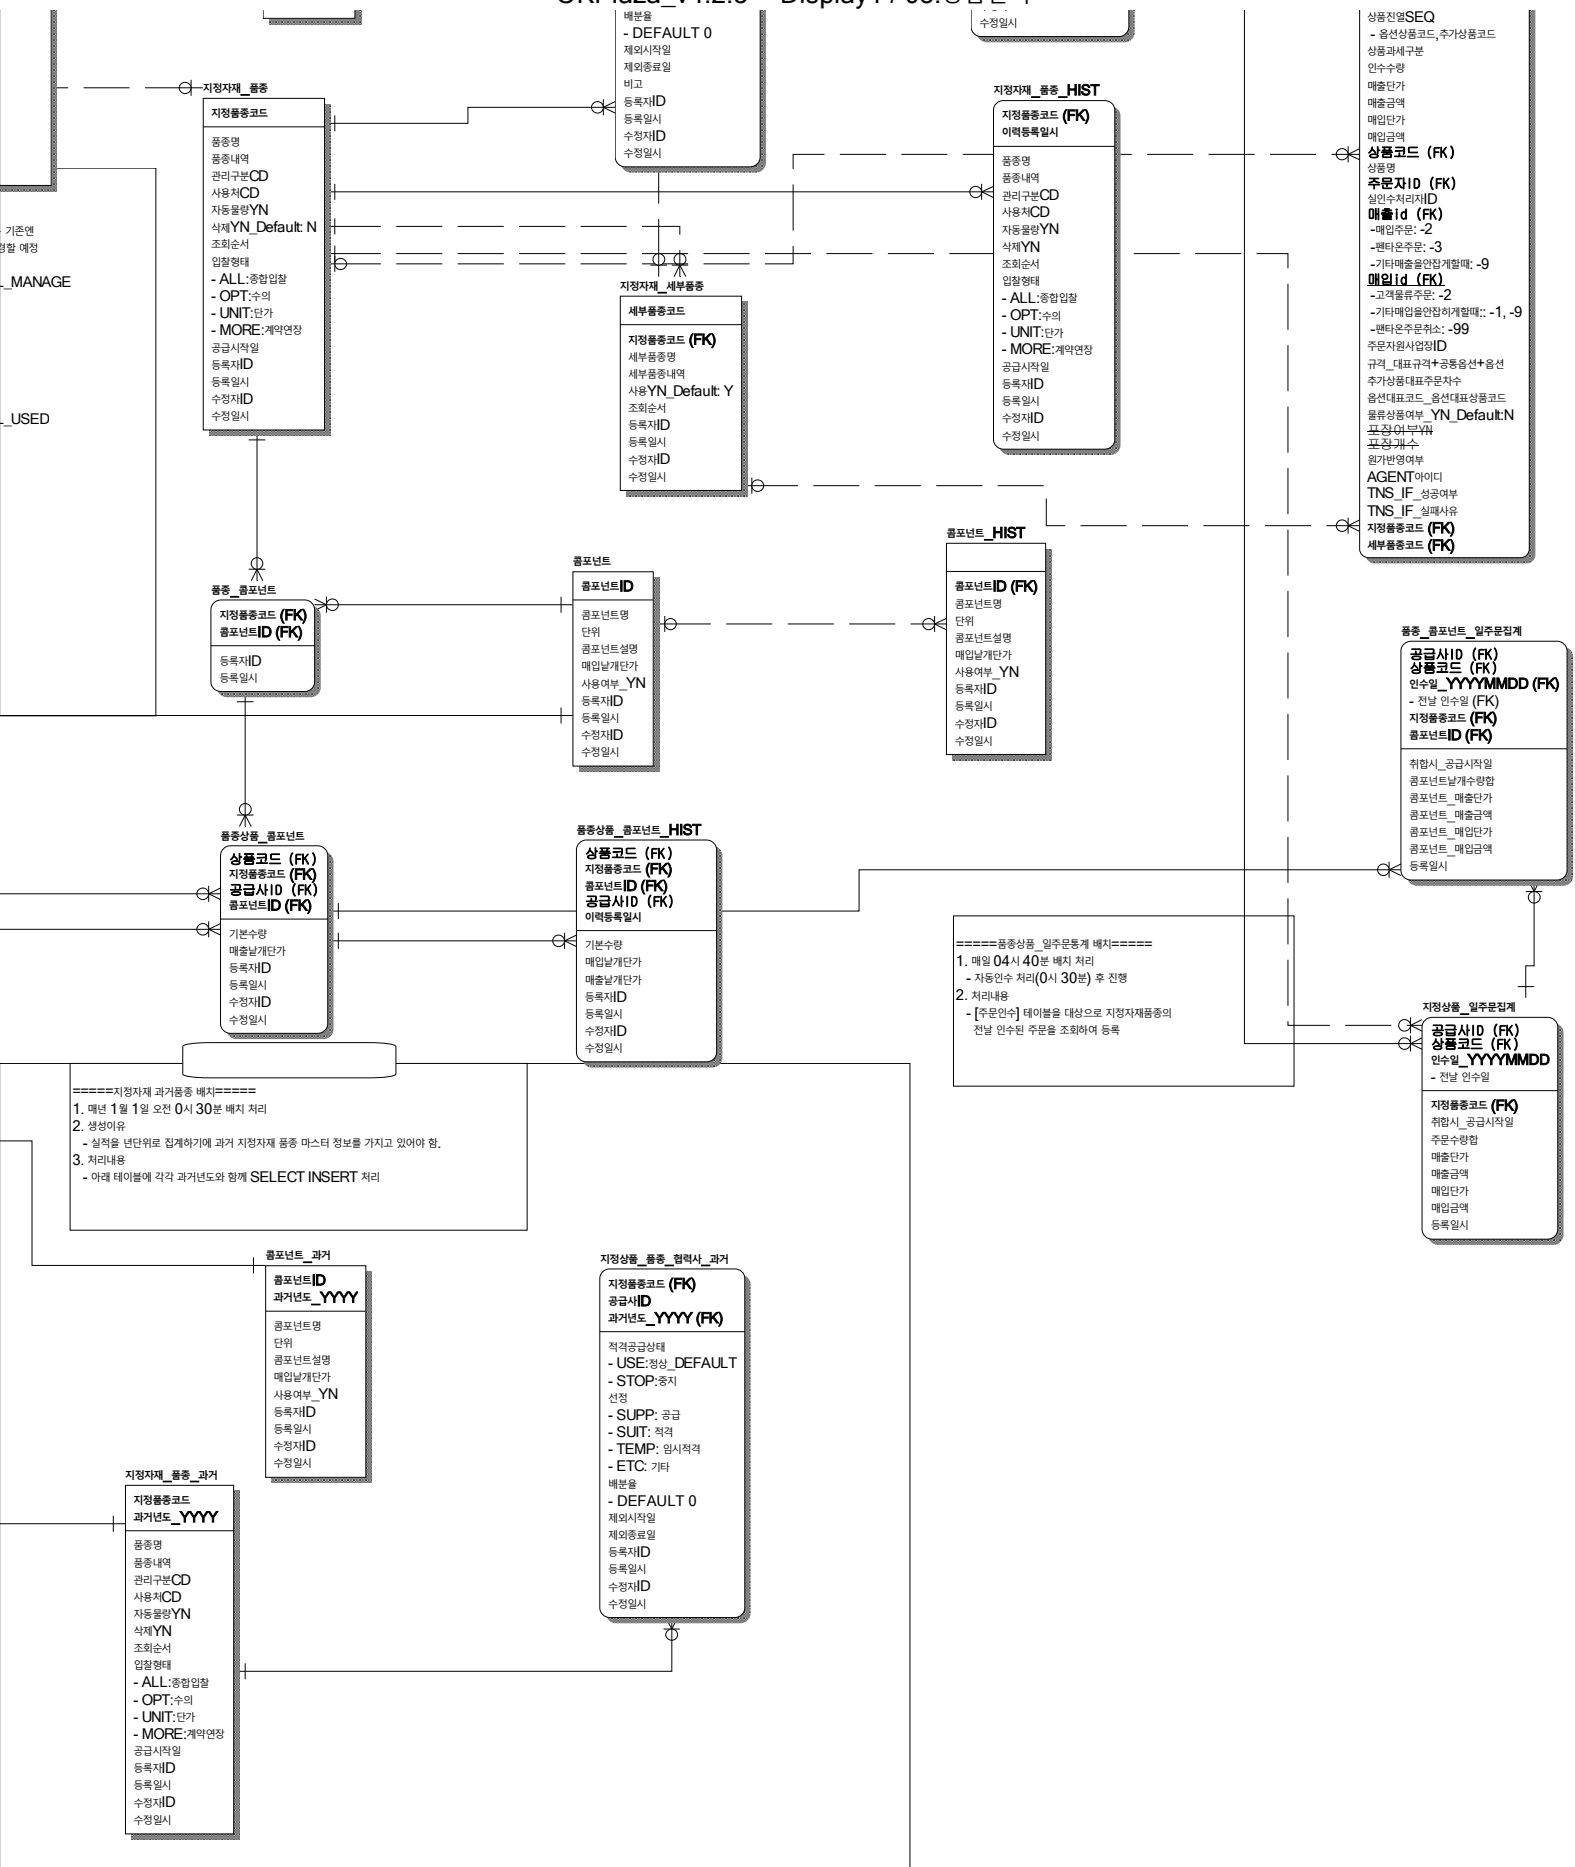 수정일시
배분율
- DEFAULT 0
제외시작일
제외종료일
비고
등록자ID
등록일시
수정자ID
수정일시
상품진열SEQ
- 옵션상품코드,추가상품코드
상품과세구분
인수수량
매출단가
매출금액
매입단가
매입금액
상품코드 (FK)
상품명
주문자ID (FK)
실인수처리자ID
매출id (FK)
-매입주문: -2
-펜타온주문: -3
-기타매출을안잡게할때: -9
매입id (FK)
-고객물류주문: -2
-기타매입을안잡히게할때:: -1, -9
-팬타온주문취소: -99
주문자원사업장ID
규격_대표규격+공통옵션+옵션
추가상품대표주문차수
옵션대표코드_옵션대표상품코드
물류상품여부_YN_Default:N
포장여부YN
포장개수
원가반영여부
AGENT아이디
TNS_IF_성공여부
TNS_IF_실패사유
지정품종코드 (FK)
세부품종코드 (FK)
지정자재_품종
지정품종코드
품종명
품종내역
관리구분CD
사용처CD
자동물량YN
삭제YN_Default: N
조회순서
입찰형태
- ALL:종합입찰
- OPT:수의
- UNIT:단가
- MORE:계약연장
공급시작일
등록자ID
등록일시
수정자ID
수정일시
지정자재_품종_HIST
지정품종코드 (FK)
이력등록일시
품종명
품종내역
관리구분CD
사용처CD
자동물량YN
삭제YN
조회순서
입찰형태
- ALL:종합입찰
- OPT:수의
- UNIT:단가
- MORE:계약연장
공급시작일
등록자ID
등록일시
수정자ID
수정일시
기존엔
경할 예정
L_MANAGE
L_USED
지정자재_세부품종
세부품종코드
지정품종코드 (FK)
세부품종명
세부품종내역
사용YN_Default: Y
조회순서
등록자ID
등록일시
수정자ID
수정일시
품종_콤포넌트
지정품종코드 (FK)
콤포넌트ID (FK)
등록자ID
등록일시
콤포넌트
콤포넌트ID
콤포넌트명
단위
콤포넌트설명
매입낱개단가
사용여부_YN
등록자ID
등록일시
수정자ID
수정일시
콤포넌트_HIST
콤포넌트ID (FK)
콤포넌트명
단위
콤포넌트설명
매입낱개단가
사용여부_YN
등록자ID
등록일시
수정자ID
수정일시
품종_콤포넌트_일주문집계
공급사ID (FK)
상품코드 (FK)
인수일_YYYYMMDD (FK)
- 전날 인수일 (FK)
지정품종코드 (FK)
콤포넌트ID (FK)
취합시_공급시작일
콤포넌트낱개수량합
콤포넌트_매출단가
콤포넌트_매출금액
콤포넌트_매입단가
콤포넌트_매입금액
등록일시
품종상품_콤포넌트
상품코드 (FK)
지정품종코드 (FK)
공급사ID (FK)
콤포넌트ID (FK)
기본수량
매출낱개단가
등록자ID
등록일시
수정자ID
수정일시
품종상품_콤포넌트_HIST
상품코드 (FK)
지정품종코드 (FK)
콤포넌트ID (FK)
공급사ID (FK)
이력등록일시
기본수량
매입낱개단가
매출낱개단가
등록자ID
등록일시
수정자ID
수정일시
=====품종상품_일주문통계 배치=====
1. 매일 04시 40분 배치 처리
- 자동인수 처리(0시 30분) 후 진행
2. 처리내용
- [주문인수] 테이블을 대상으로 지정자재품종의
전날 인수된 주문을 조회하여 등록
지정상품_일주문집계
공급사ID (FK)
상품코드 (FK)
인수일_YYYYMMDD
- 전날 인수일
지정품종코드 (FK)
취합시_공급시작일
주문수량합
매출단가
매출금액
매입단가
매입금액
등록일시
=====지정자재 과거품종 배치=====
1. 매년 1월 1일 오전 0시 30분 배치 처리
2. 생성이유
- 실적을 년단위로 집계하기에 과거 지정자재 품종 마스터 정보를 가지고 있어야 함.
3. 처리내용
- 아래 테이블에 각각 과거년도와 함께 SELECT INSERT 처리
콤포넌트_과거
콤포넌트ID
과거년도_YYYY
콤포넌트명
단위
콤포넌트설명
매입낱개단가
사용여부_YN
등록자ID
등록일시
수정자ID
수정일시
지정상품_품종_협력사_과거
지정품종코드 (FK)
공급사ID
과거년도_YYYY (FK)
적격공급상태
- USE:정상_DEFAULT
- STOP:중지
선정
- SUPP: 공급
- SUIT: 적격
- TEMP: 임시적격
- ETC: 기타
배분율
- DEFAULT 0
제외시작일
제외종료일
등록자ID
등록일시
수정자ID
수정일시
지정자재_품종_과거
지정품종코드
과거년도_YYYY
품종명
품종내역
관리구분CD
사용처CD
자동물량YN
삭제YN
조회순서
입찰형태
- ALL:종합입찰
- OPT:수의
- UNIT:단가
- MORE:계약연장
공급시작일
등록자ID
등록일시
수정자ID
수정일시